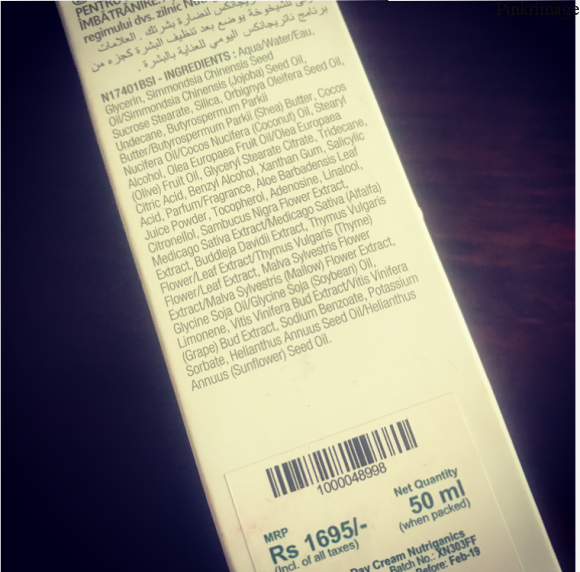 Pinkrimage
PENTRU
ÎMBĂTRÂNIRE.
regimului dvs. zilnic Nut
برنامج ناتريجانكس اليومي للعناية بالبشرة.
N17401BSI - INGREDIENTS : Aqua/Water/Eau,
Glycerin, Simmondsia Chinensis Seed
Oil/Simmondsia Chinensis (Jojoba) Seed Oil,
Sucrose Stearate, Silica, Orbignya Oleifera Seed Oil,
Undecane, Butyrospermum Parkii
Butter/Butyrospermum Parkii (Shea) Butter, Cocos
Nucifera Oil/Cocos Nucifera (Coconut) Oil, Stearyl
Alcohol, Olea Europaea Fruit Oil/Olea Europaea
(Olive) Fruit Oil, Glyceryl Stearate Citrate, Tridecane,
Citric Acid, Benzyl Alcohol, Xanthan Gum, Salicylic
Acid, Parfum/Fragrance, Aloe Barbadensis Leaf
Juice Powder, Tocopherol, Adenosine, Linalool,
Citronellol, Sambucus Nigra Flower Extract,
Medicago Sativa Extract/Medicago Sativa (Alfalfa)
Extract, Buddleja Davidii Extract, Thymus Vulgaris
Flower/Leaf Extract/Thymus Vulgaris (Thyme)
Flower/Leaf Extract, Malva Sylvestris Flower
Extract/Malva Sylvestris (Mallow) Flower Extract,
Glycine Soja Oil/Glycine Soja (Soybean) Oil,
Limonene, Vitis Vinifera Bud Extract/Vitis Vinifera
(Grape) Bud Extract, Sodium Benzoate, Potassium
Sorbate, Helianthus Annuus Seed Oil/Helianthus
Annuus (Sunflower) Seed Oil.
1000048998
MRP
Rs 1695/-
(Incl. of all taxes)
Net Quantity
50 ml
(when packed)
Day Cream Nutriganics
Batch No.: XN303FF
Before: Feb-19